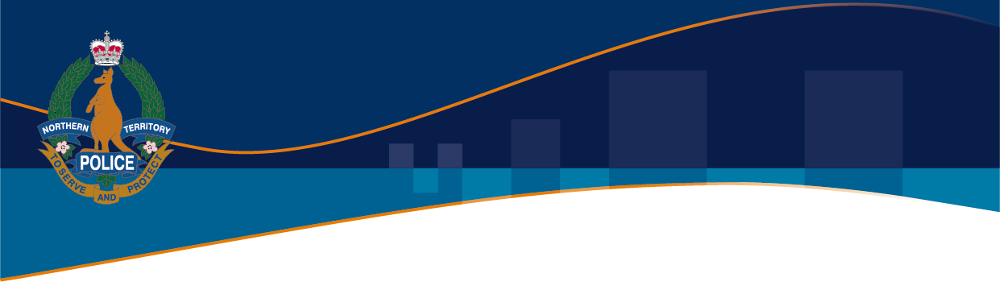 NORTHERN TERRITORY
POLICE
TO SERVE AND PROTECT